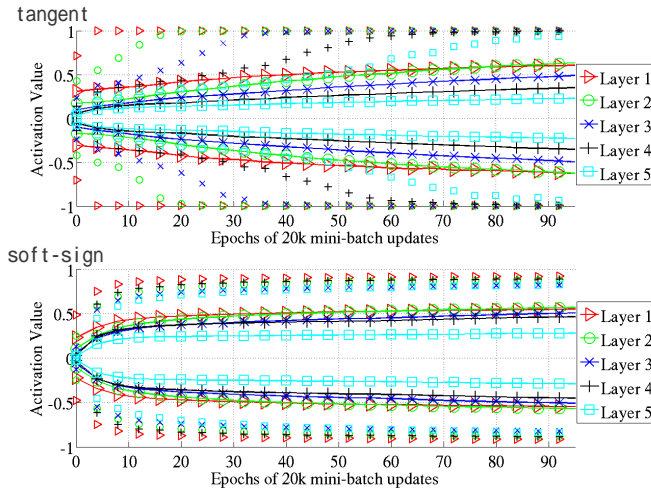 tangent
1
0.5
0
-0.5
-1
Activation Value
0 10 20 30 40 50 60 70 80 90
Epochs of 20k mini-batch updates
Layer 1
Layer 2
Layer 3
Layer 4
Layer 5
soft-sign
1
0.5
0
-0.5
-1
Activation Value
0 10 20 30 40 50 60 70 80 90
Epochs of 20k mini-batch updates
Layer 1
Layer 2
Layer 3
Layer 4
Layer 5